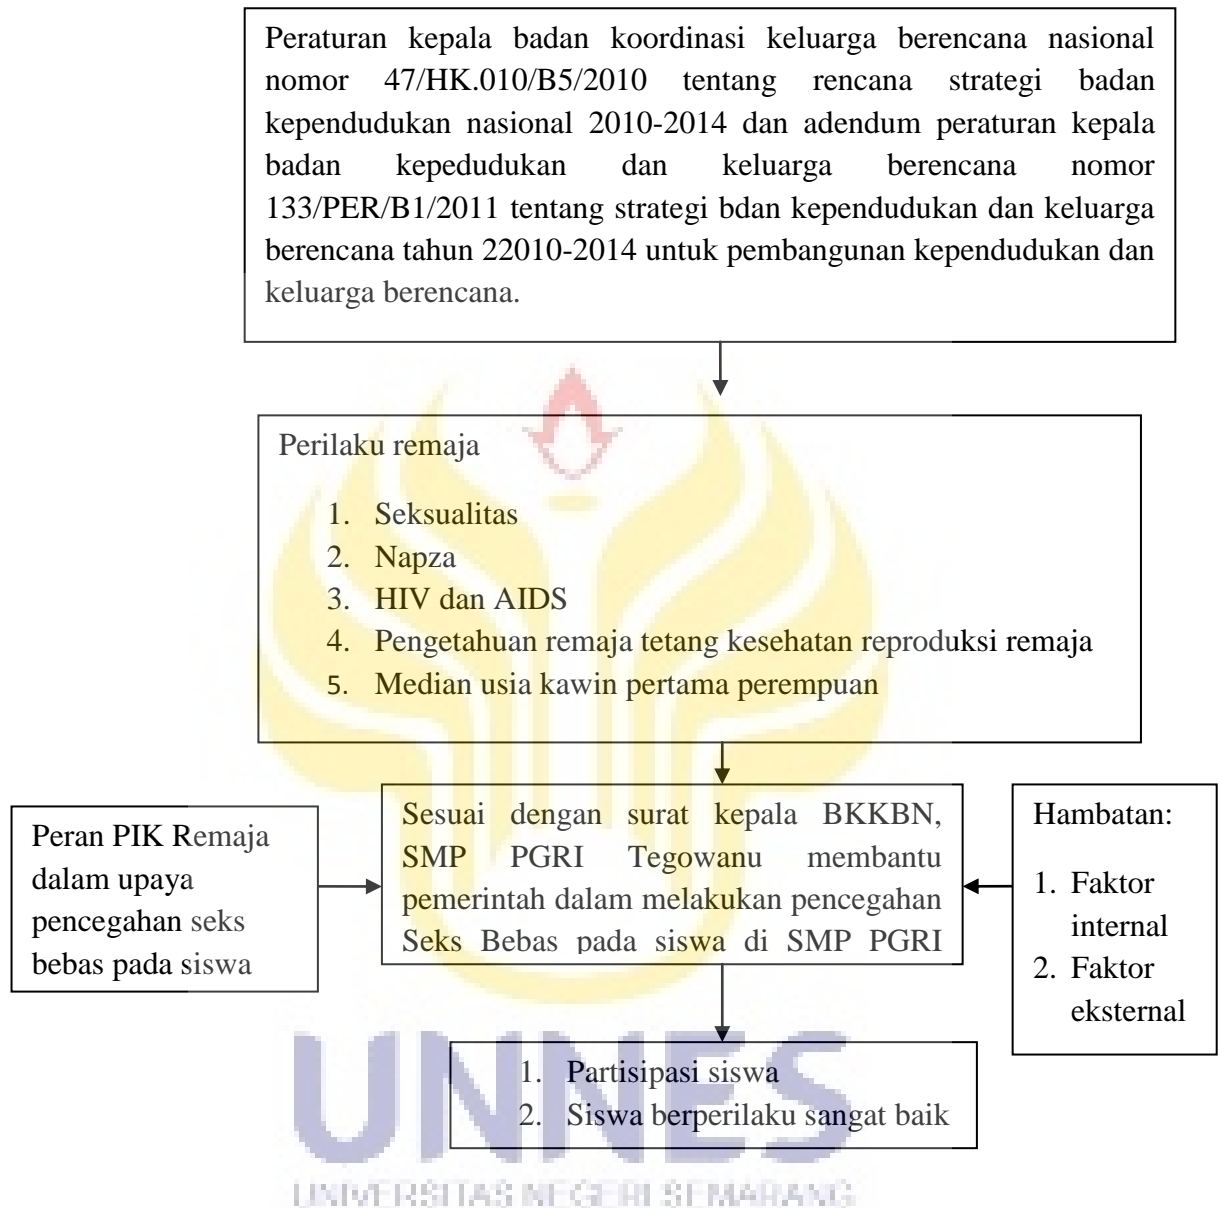 Peraturan kepala badan koordinasi keluarga berencana nasional
nomor 47/HK.010/B5/2010 tentang rencana strategi badan
kependudukan nasional 2010-2014 dan adendum peraturan kepala
badan kepedudukan dan keluarga berencana nomor
133/PER/B1/2011 tentang strategi bdan kependudukan dan keluarga
berencana tahun 22010-2014 untuk pembangunan kependudukan dan
keluarga berencana.
Perilaku remaja
1. Seksualitas
2. Napza
3. HIV dan AIDS
4. Pengetahuan remaja tetang kesehatan reproduksi remaja
5. Median usia kawin pertama perempuan
Peran PIK Remaja
dalam upaya
pencegahan seks
bebas pada siswa
Sesuai dengan surat kepala BKKBN,
SMP PGRI Tegowanu membantu
pemerintah dalam melakukan pencegahan
Seks Bebas pada siswa di SMP PGRI
Hambatan:
1. Faktor
internal
2. Faktor
eksternal
1. Partisipasi siswa
2. Siswa berperilaku sangat baik
UNNES
UNIVERSITAS NEGERI SEMARANG